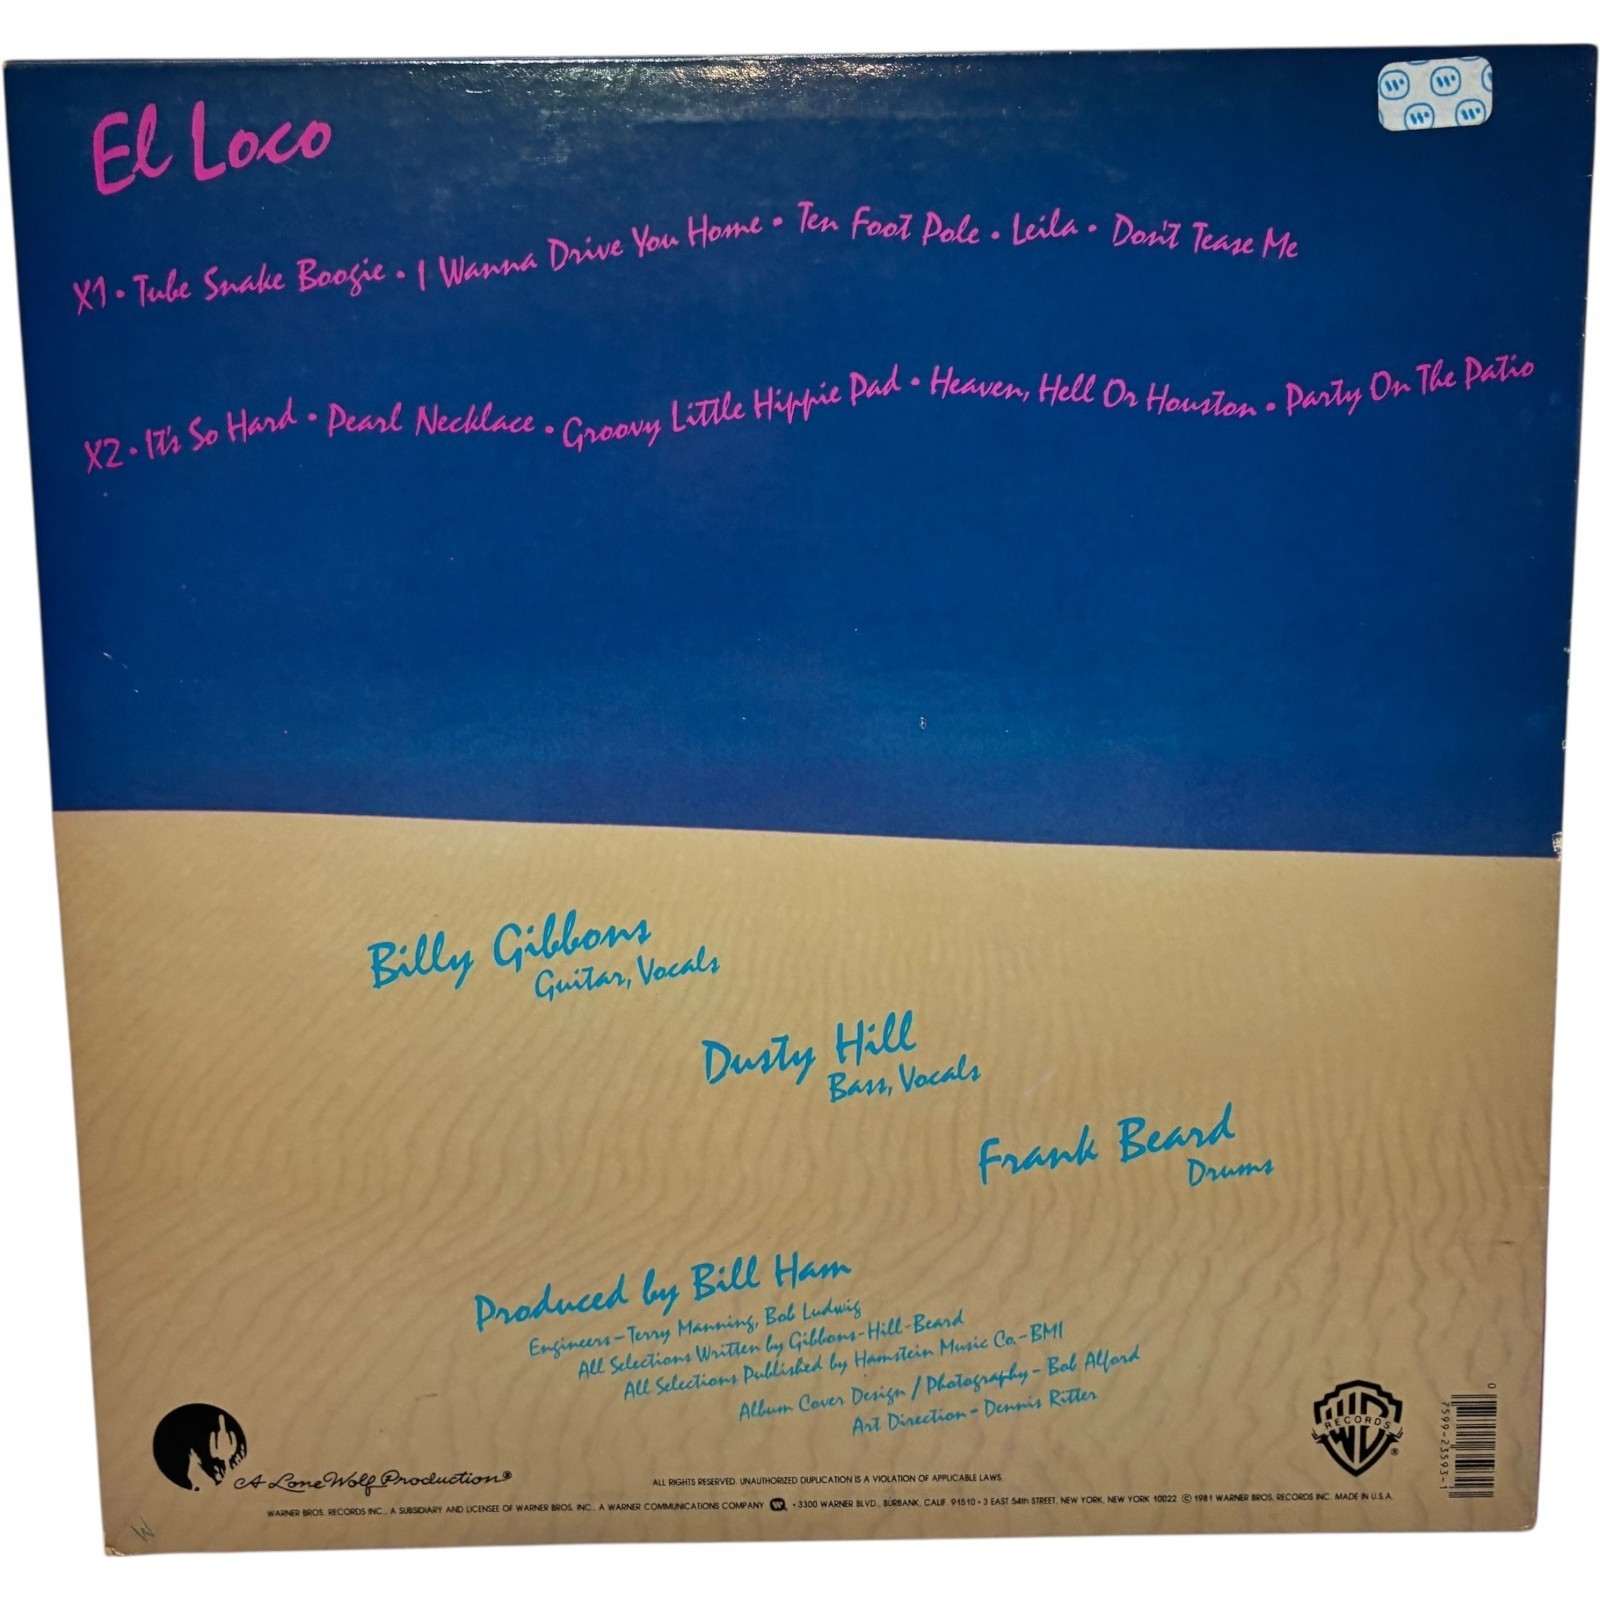 El Loco
X1 • Tube Snake Boogie • I Wanna Drive You Home • Ten Foot Pole • Leila • Don't Tease Me
X2 • It's So Hard • Pearl Necklace • Groovy Little Hippie Pad • Heaven, Hell Or Houston • Party On The Patio
Billy Gibbons
Guitar, Vocals
Dusty Hill
Bass, Vocals
Frank Beard
Drums
Produced by Bill Ham
Engineers – Terry Manning, Bob Ludwig
All Selections Written by Gibbons-Hill-Beard
All Selections Published by Hamstein Music Co. – BMI
Album Cover Design / Photography – Bob Alford
Art Direction – Dennis Ritter
A Lone Wolf Production®
WB
RECORDS
®
0
7599-23593-1
ALL RIGHTS RESERVED. UNAUTHORIZED DUPLICATION IS A VIOLATION OF APPLICABLE LAWS.
WARNER BROS. RECORDS INC., A SUBSIDIARY AND LICENSEE OF WARNER BROS. INC., A WARNER COMMUNICATIONS COMPANY • 3300 WARNER BLVD., BURBANK, CALIF. 91510 • 3 EAST 54th STREET, NEW YORK, NEW YORK 10022 © 1981 WARNER BROS. RECORDS INC. MADE IN U.S.A.